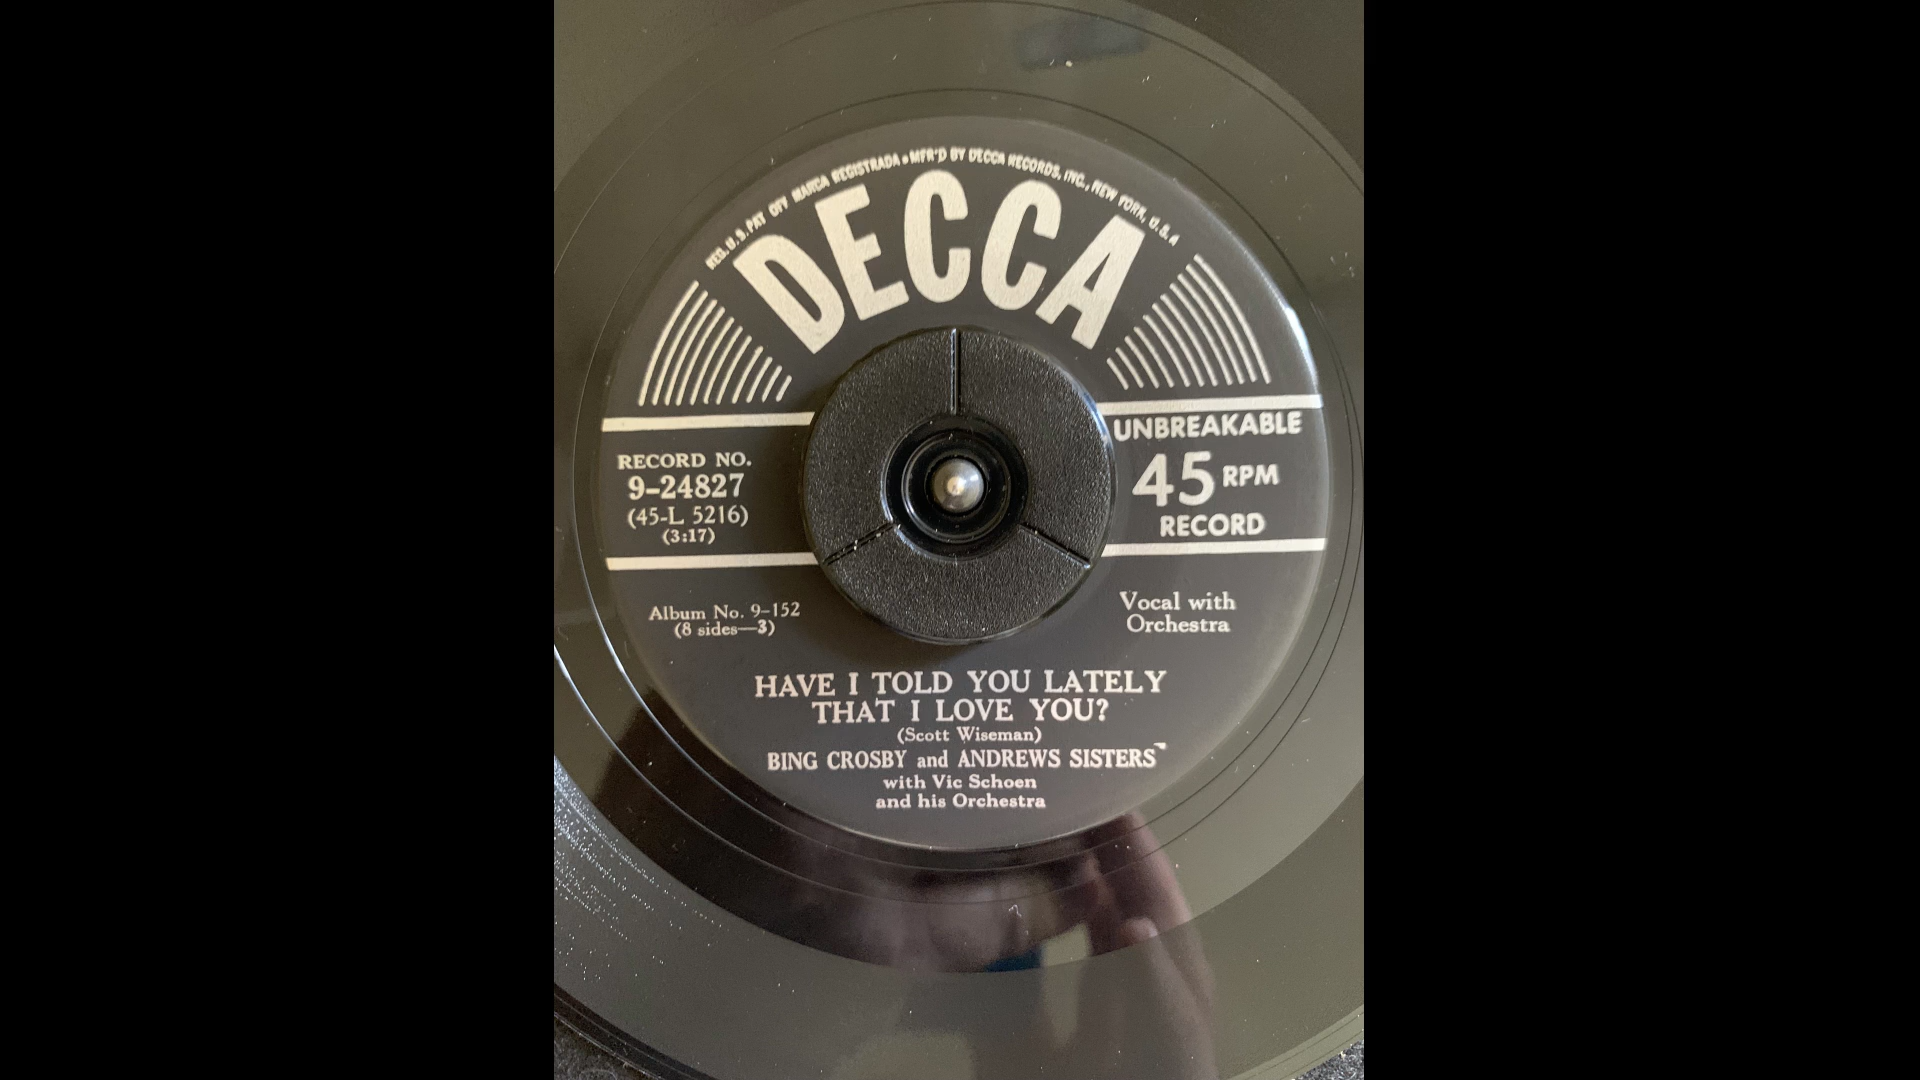 REG. U.S. PAT OFF MARCA REGISTRADA • MFR'D BY DECCA RECORDS, INC., NEW YORK, U.S.A
DECCA
RECORD NO.
9-24827
(45-L 5216)
(3:17)
UNBREAKABLE
45 RPM
RECORD
Album No. 9-152
(8 sides—3)
Vocal with
Orchestra
HAVE I TOLD YOU LATELY
THAT I LOVE YOU?
(Scott Wiseman)
BING CROSBY and ANDREWS SISTERS
with Vic Schoen
and his Orchestra